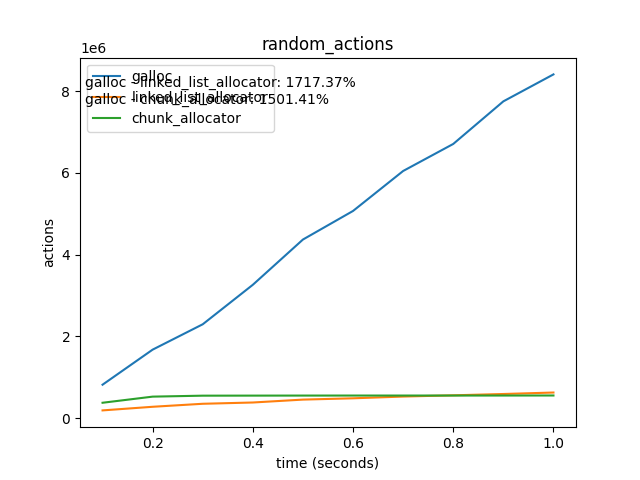 random_actions
1e6
galloc
galloc - linked_list_allocator: 1717.37%
linked_list_allocator
galloc - chunk_allocator: 1501.41%
chunk_allocator
8
6
4
2
0
actions
0.2 0.4 0.6 0.8 1.0
time (seconds)